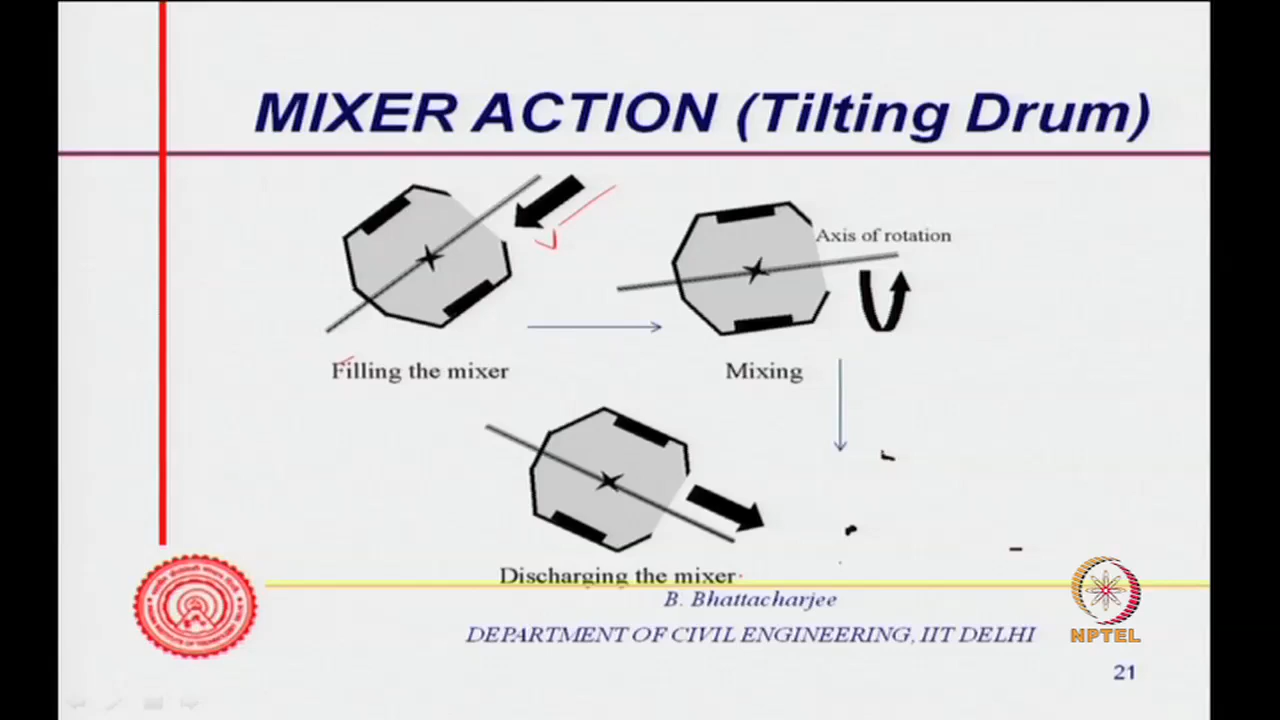 MIXER ACTION (Tilting Drum)
Axis of rotation
Filling the mixer
Mixing
Discharging the mixer
B. Bhattacharjee
DEPARTMENT OF CIVIL ENGINEERING, IIT DELHI
NPTEL
21